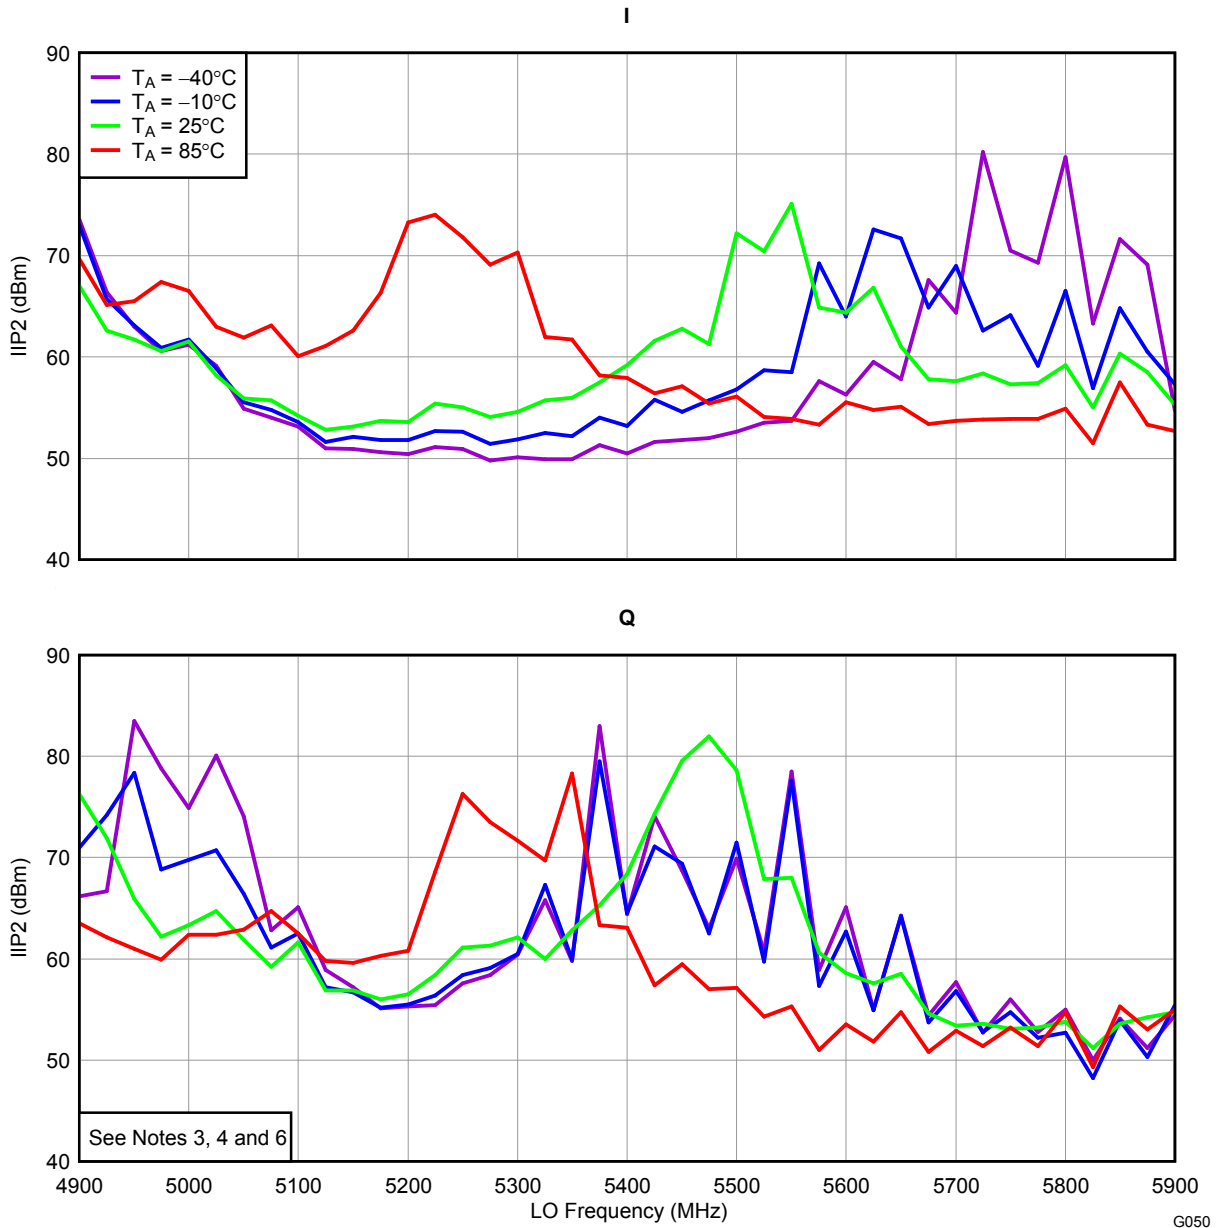 I
90
80
70
60
50
40
IIP2 (dBm)
TA = −40°C
TA = −10°C
TA = 25°C
TA = 85°C
Q
90
80
70
60
50
40
IIP2 (dBm)
See Notes 3, 4 and 6
4900 5000 5100 5200 5300 5400 5500 5600 5700 5800 5900
LO Frequency (MHz)
G050